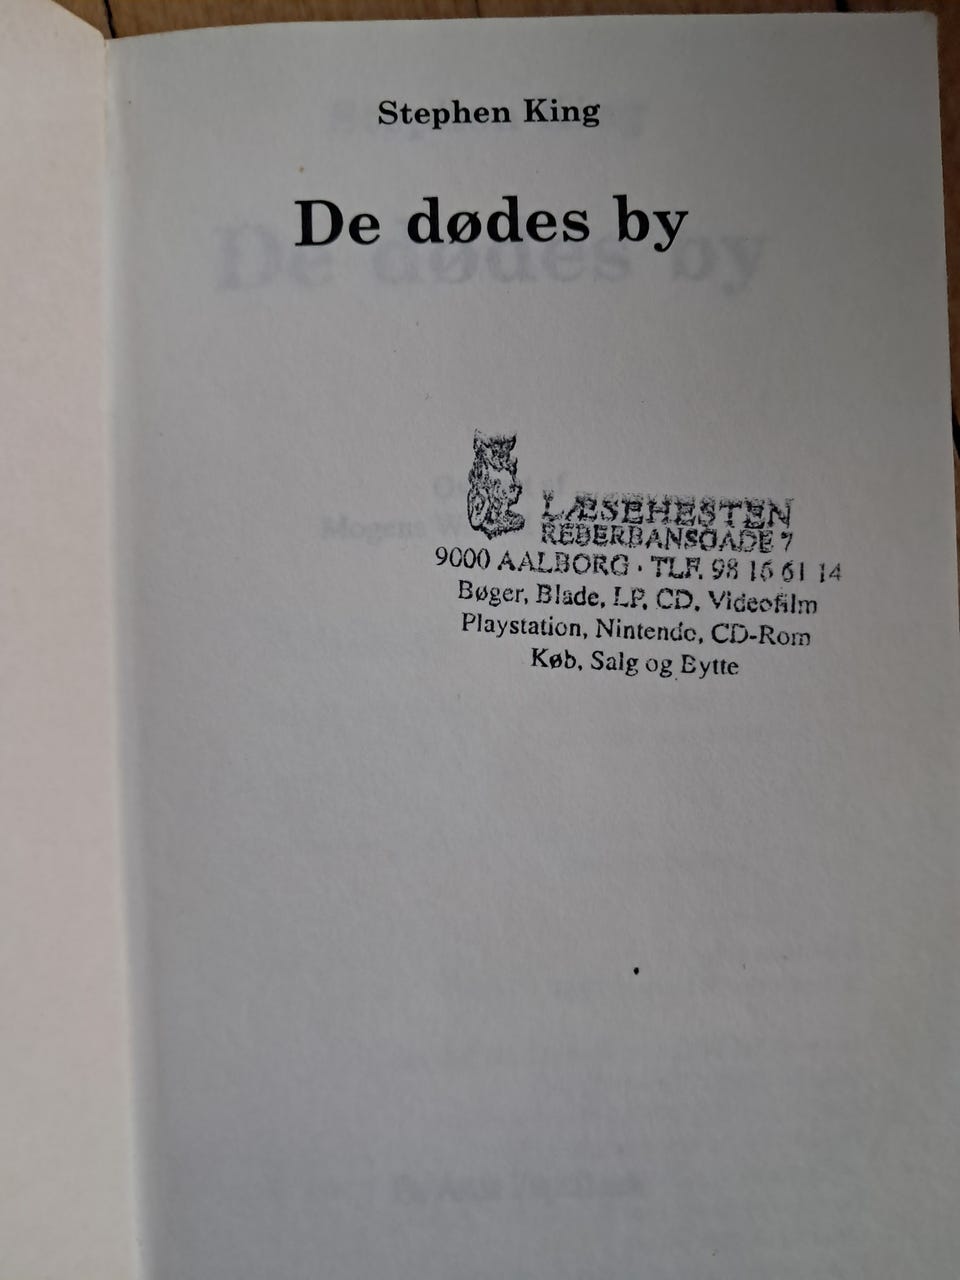 Stephen King
De dødes by
LÆSEHESTEN
REBERBANSGADE 7
9000 AALBORG · TLF. 98 16 61 14
Bøger, Blade, LP, CD, Videofilm
Playstation, Nintendo, CD-Rom
Køb, Salg og Bytte